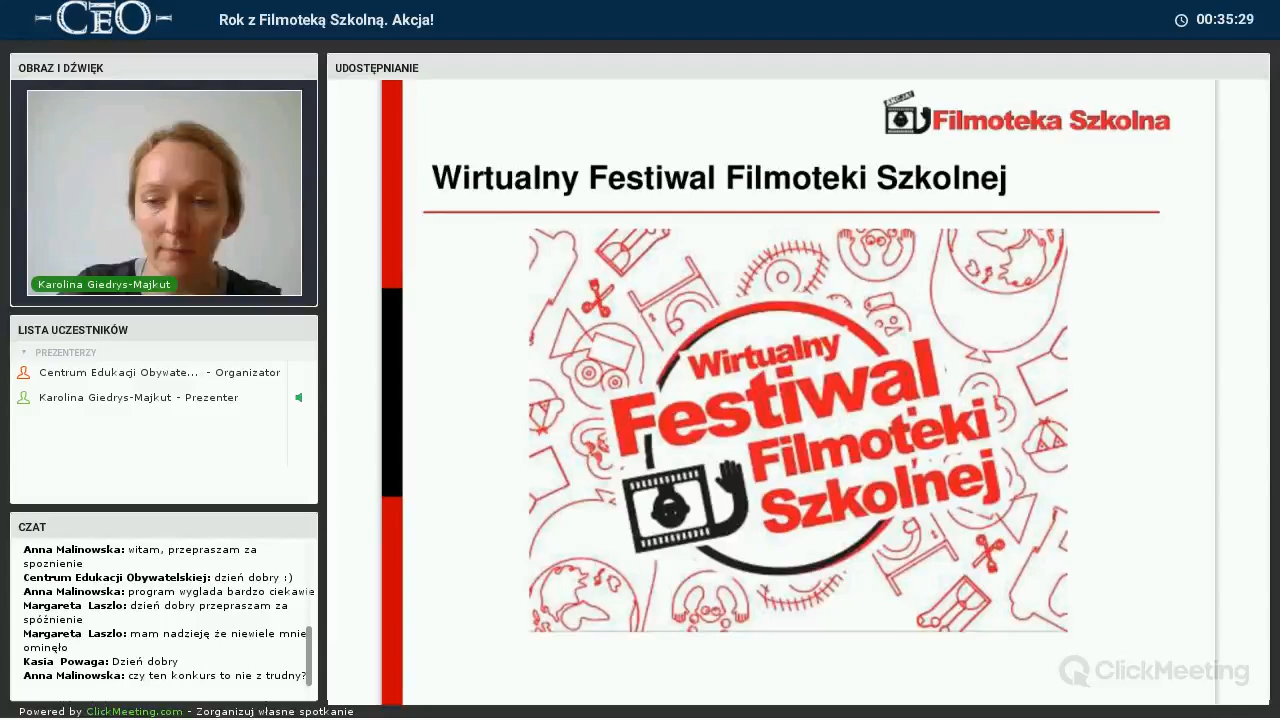 CEO
Rok z Filmoteką Szkolną. Akcja!
00:35:29
OBRAZ I DŹWIĘK
Karolina Giedrys-Majkut
LISTA UCZESTNIKÓW
PREZENTERZY
Centrum Edukacji Obywate... - Organizator
Karolina Giedrys-Majkut - Prezenter
CZAT
Anna Malinowska: witam, przepraszam za
spoznienie
Centrum Edukacji Obywatelskiej: dzień dobry :)
Anna Malinowska: program wyglada bardzo ciekawie
Margareta Laszlo: dzień dobry przepraszam za
spóźnienie
Margareta Laszlo: mam nadzieję że niewiele mnie
ominęło
Kasia Powaga: Dzień dobry
Anna Malinowska: czy ten konkurs to nie z trudny?
Powered by ClickMeeting.com - Zorganizuj własne spotkanie
UDOSTĘPNIANIE
AKCJA!
Filmoteka Szkolna
Wirtualny Festiwal Filmoteki Szkolnej
Wirtualny
Festiwal
Filmoteki
Szkolnej
ClickMeeting